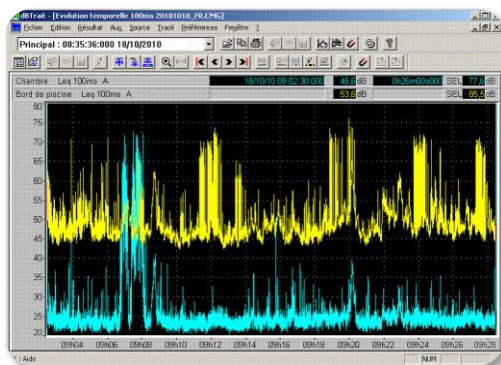 dBTrait - [Evolution temporelle 100ms 20101018_FR.CMG]
Fichier Edition Résultat Aus Source Tracé Préférences Fenêtre ?
Principal : 08:35:36:000 18/10/2010
Chambre Leq 100ms A 18/10/10 09:02:30:000 45,6 dB 0h26m00s000 SEL 77,6 dB
Bord de piscine Leq 100ms A 53,6 dB SEL 85,5 dB
80
75
70
65
60
55
50
45
40
35
30
25
20
09h04 09h06 09h08 09h10 09h12 09h14 09h16 09h18 09h20 09h22 09h24 09h26 09h28
: Aide NUM